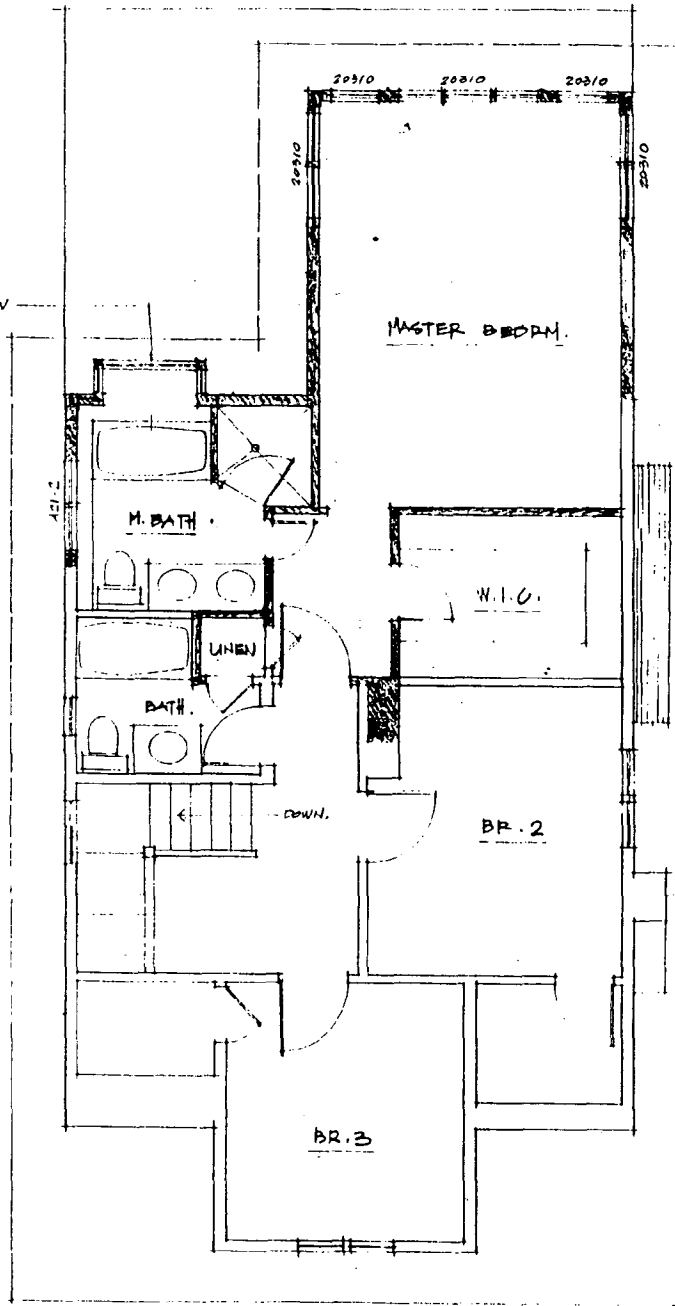 20310 20310 20310
20310
20310
MASTER BEDRM.
M. BATH.
W.I.C.
LINEN
BATH.
DOWN.
BR. 2
BR. 3